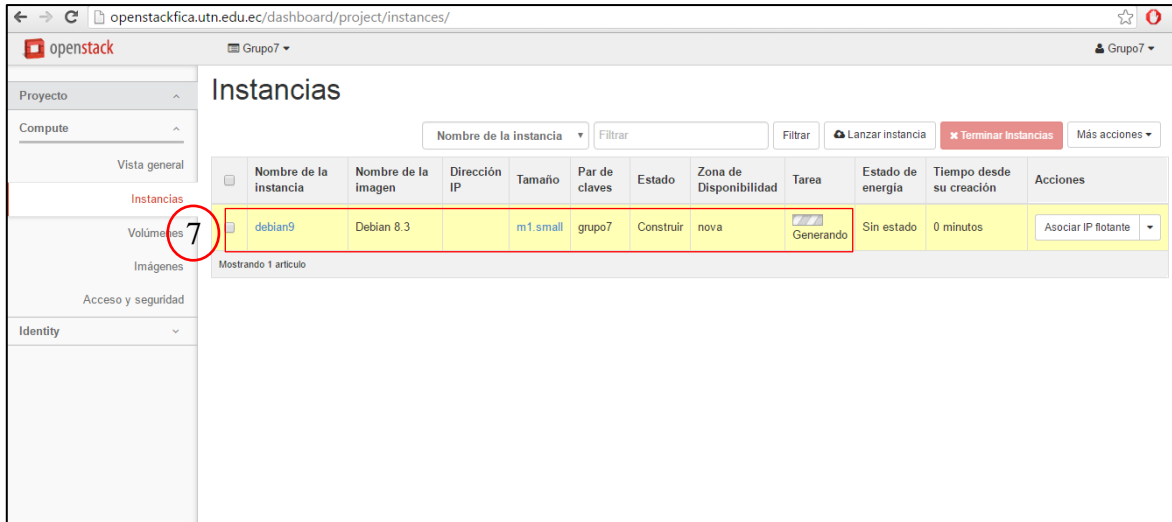 openstackfica.utn.edu.ec/dashboard/project/instances/
openstack
Grupo7
Grupo7
Proyecto
Compute
Vista general
Instancias
Volúmenes
Imágenes
Acceso y seguridad
Identity
7
Instancias
Nombre de la instancia
Filtrar
Filtrar
Lanzar instancia
Terminar Instancias
Más acciones
Nombre de la instancia
Nombre de la imagen
Dirección IP
Tamaño
Par de claves
Estado
Zona de Disponibilidad
Tarea
Estado de energía
Tiempo desde su creación
Acciones
debian9
Debian 8.3
m1.small
grupo7
Construir
nova
Generando
Sin estado
0 minutos
Asociar IP flotante
Mostrando 1 articulo